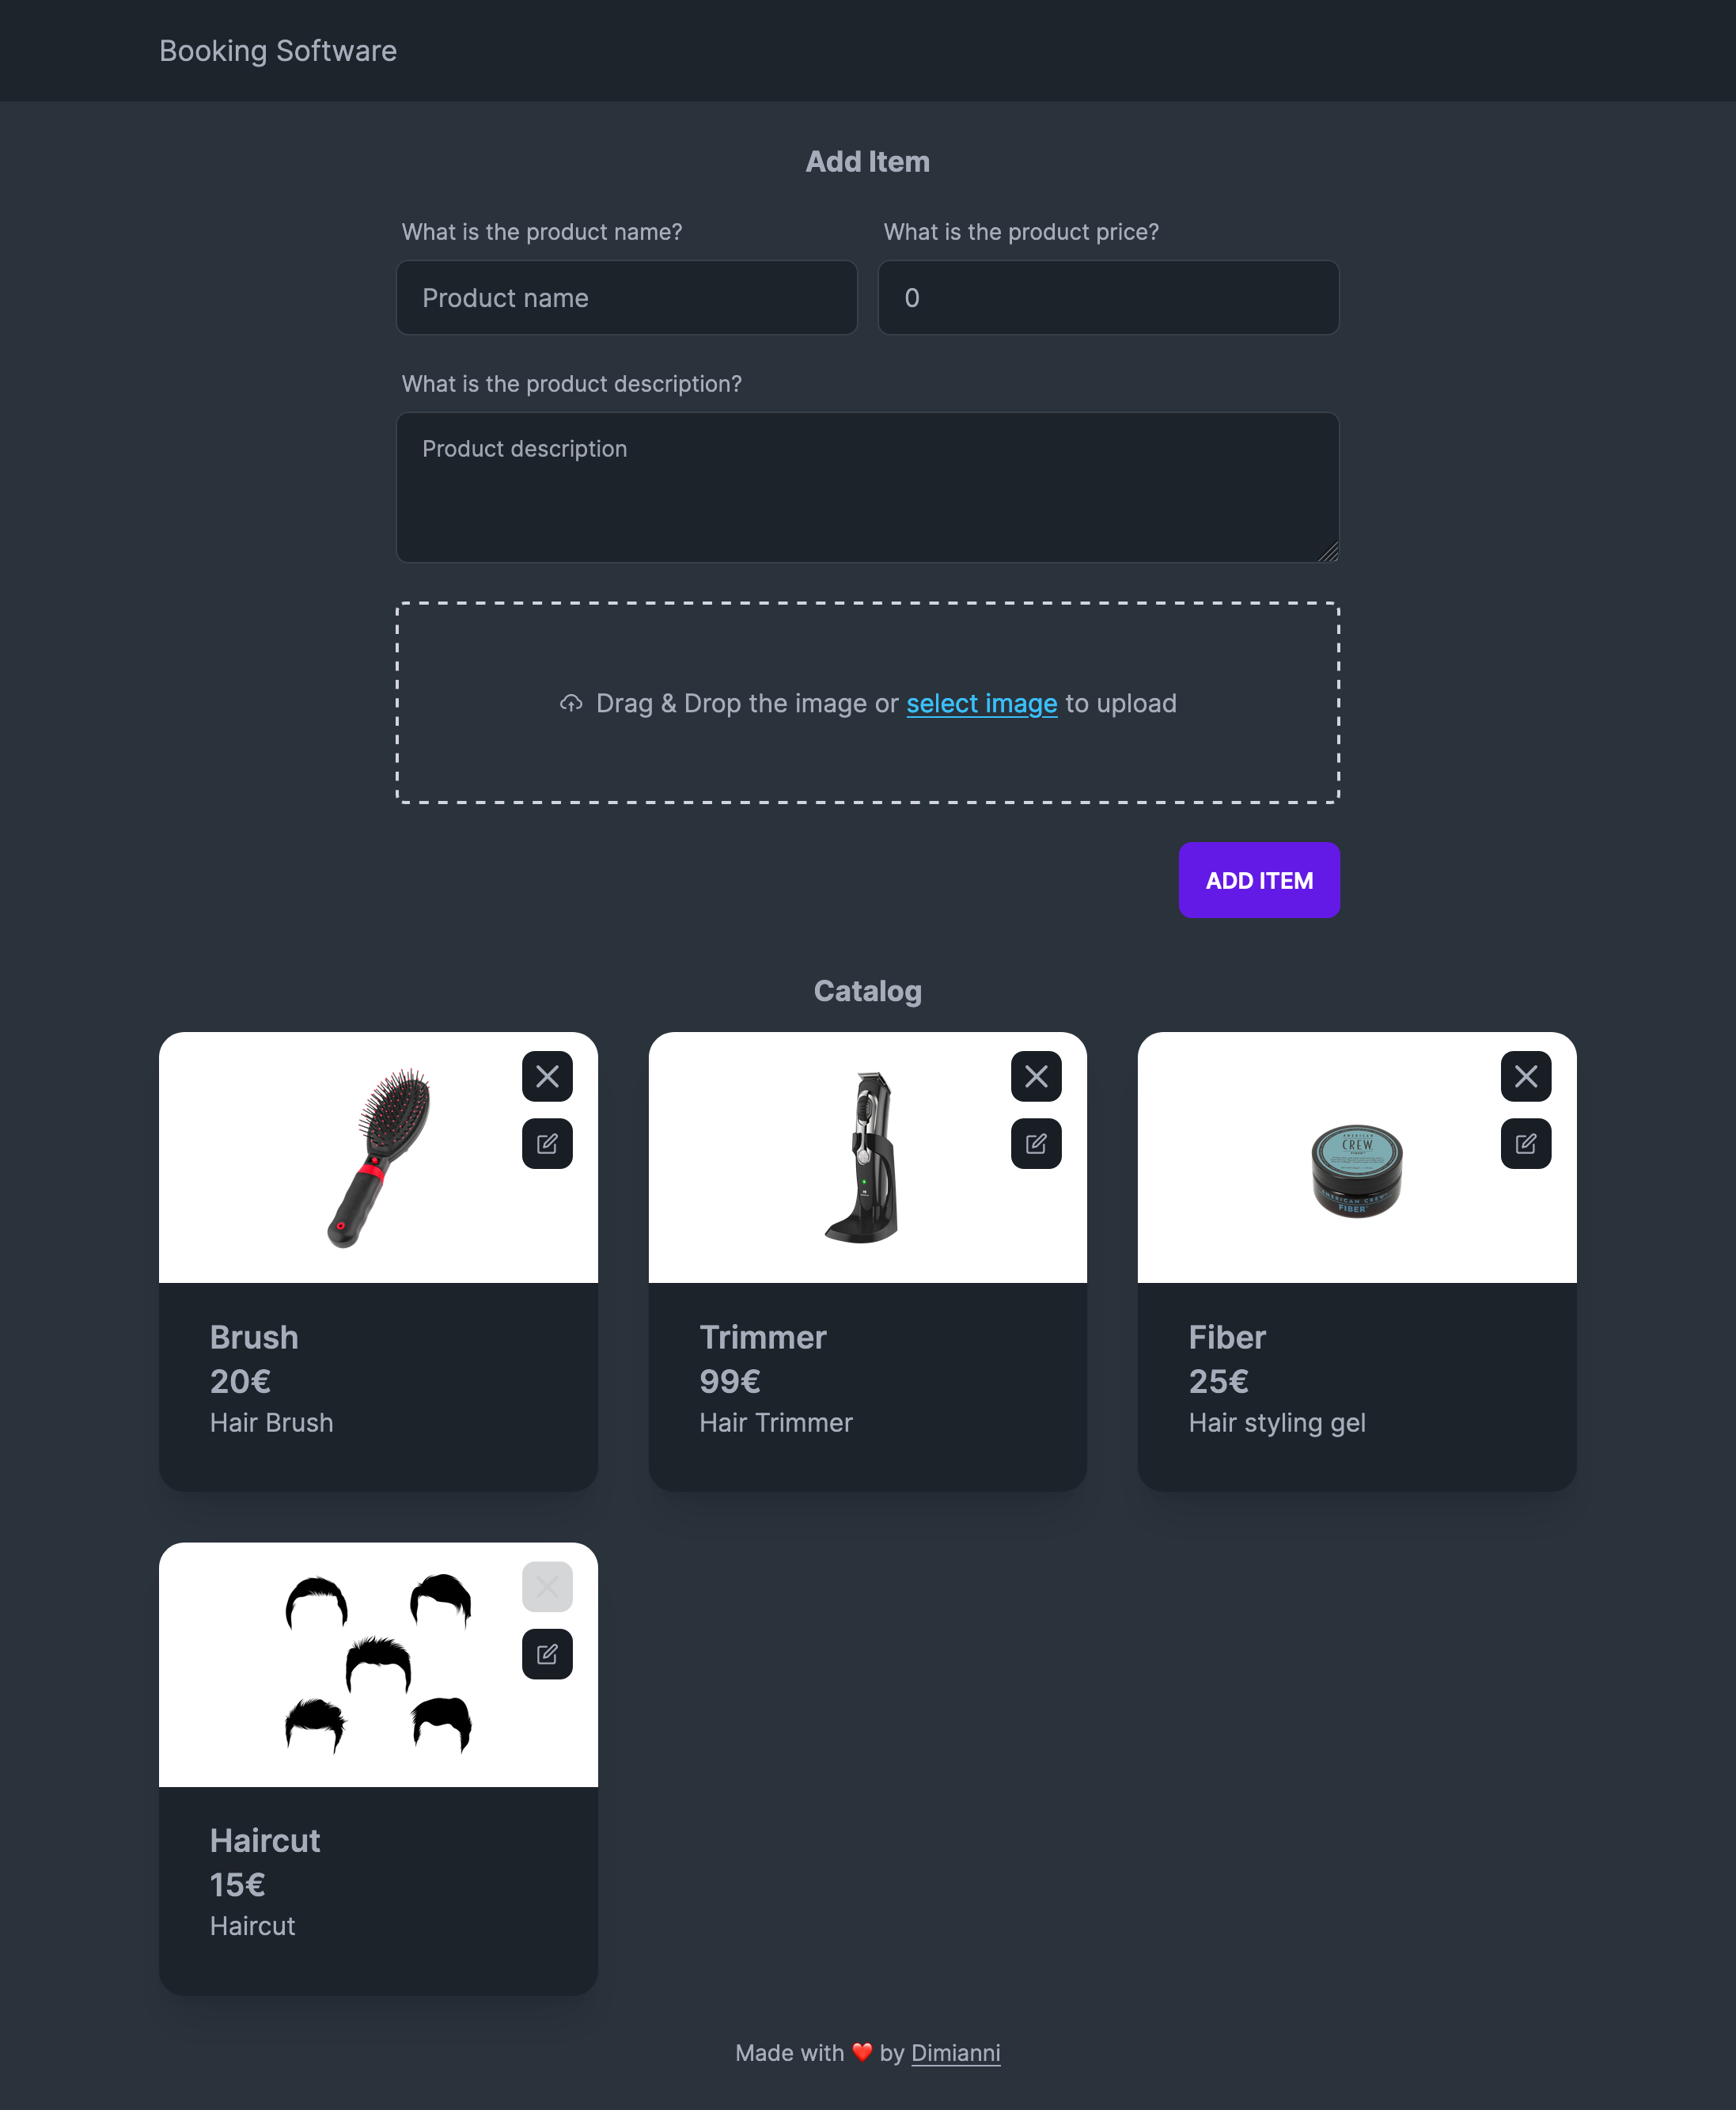 Booking Software
Add Item
What is the product name? What is the product price?
Product name 0
What is the product description?
Product description
Drag & Drop the image or select image to upload
ADD ITEM
Catalog
AMERICAN
CREW
FIBER
AMERICAN CREW
FIBER
Brush
20€
Hair Brush
Trimmer
99€
Hair Trimmer
Fiber
25€
Hair styling gel
Haircut
15€
Haircut
Made with ❤️ by Dimianni